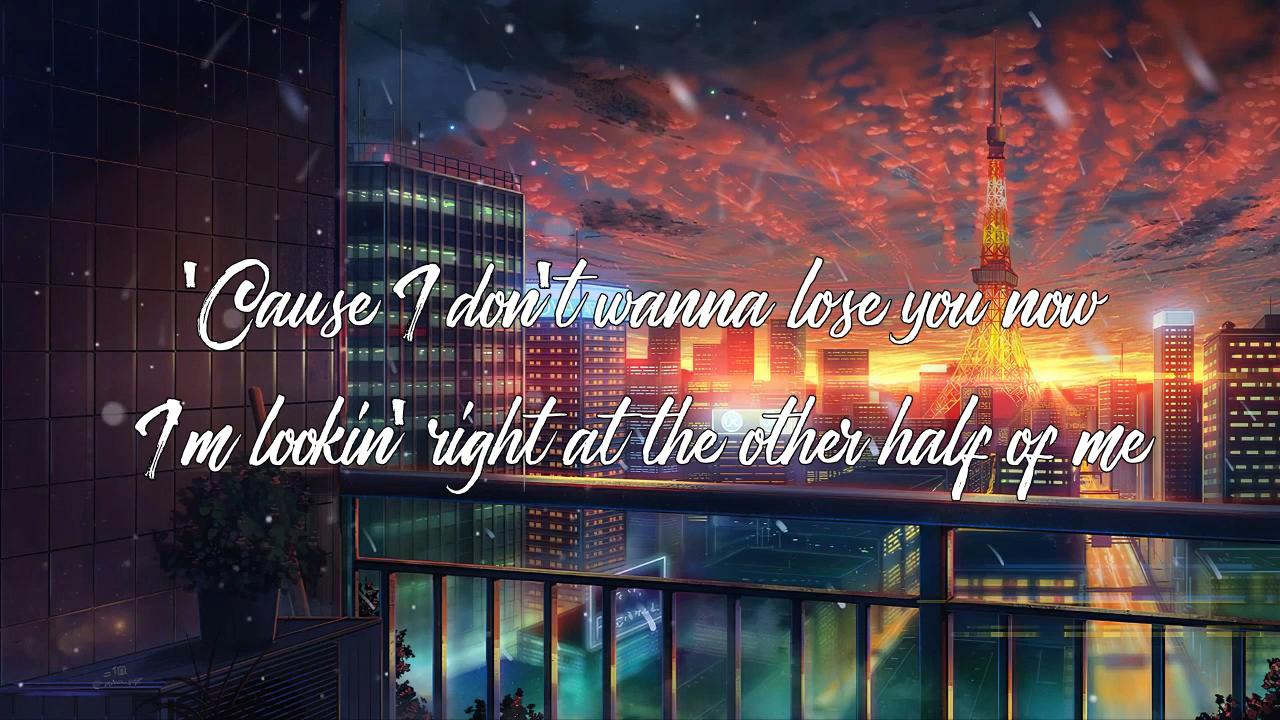 'Cause I don't wanna lose you now
I'm lookin' right at the other half of me